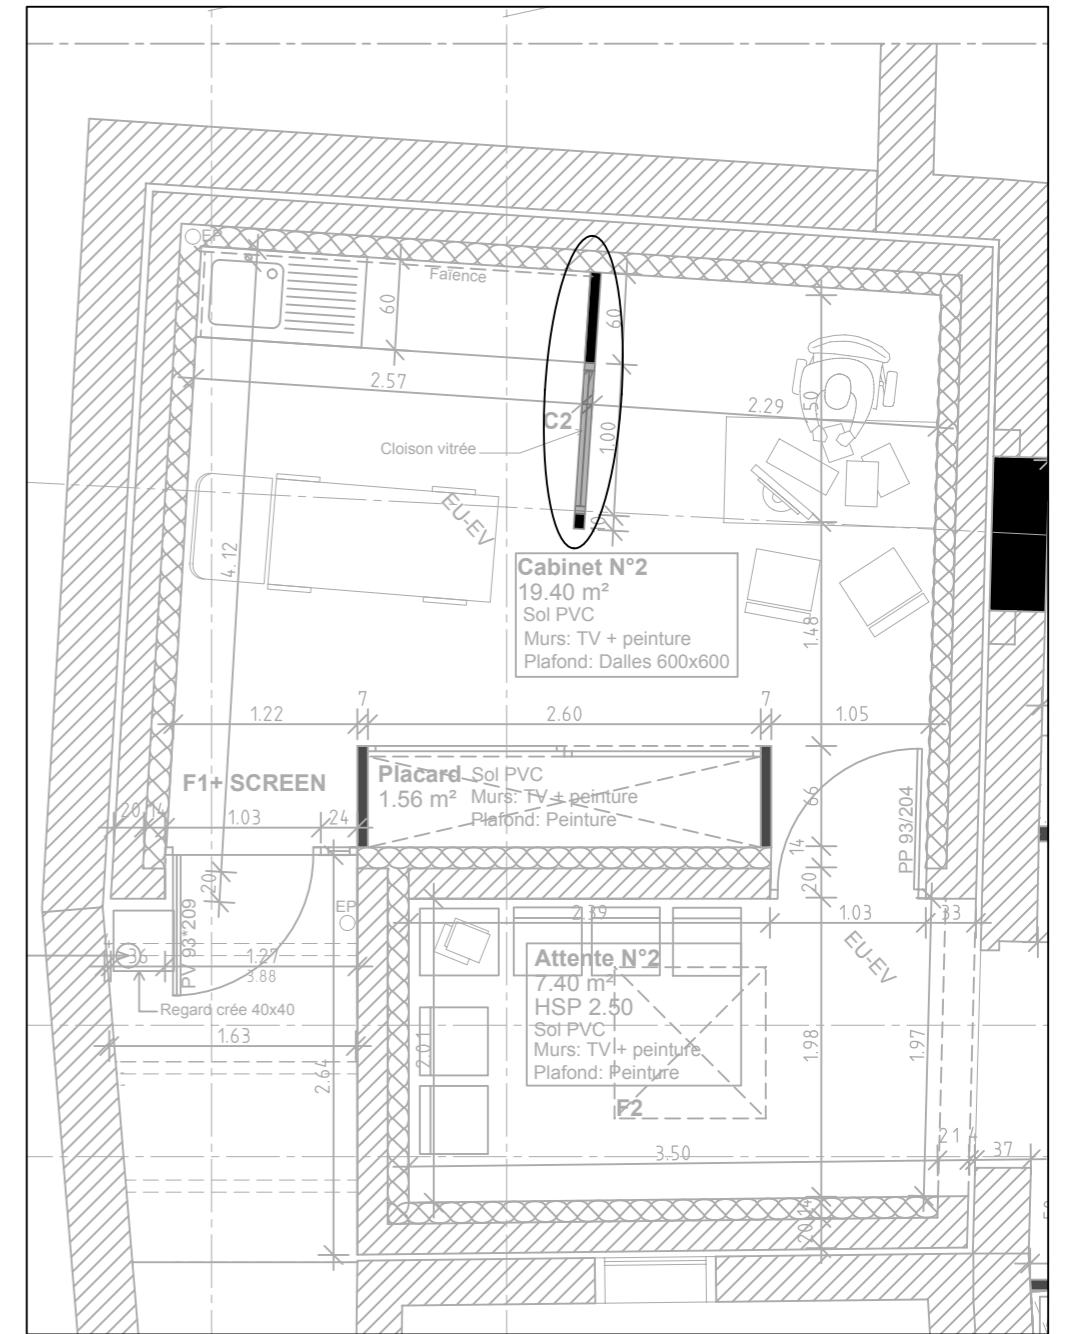 EP
Faïence
60
60
2.57
2.29
50
C2
1.00
Cloison vitrée
EU-EV
10
4.12
Cabinet N°2
19.40 m²
Sol PVC
Murs: TV + peinture
Plafond: Dalles 600x600
1.48
7
7
1.22
2.60
1.05
F1+ SCREEN
Placard
1.56 m²
Sol PVC
Murs: TV + peinture
Plafond: Peinture
66
PP 93/204
20
14
1.03
24
14
20
20
PV 93*209
EP
2.39
1.03
33
EU-EV
36
1.27
3.88
Attente N°2
7.40 m²
HSP 2.50
Sol PVC
Murs: TV + peinture
Plafond: Peinture
Regard crée 40x40
1.63
2.64
2.01
1.98
1.97
F2
3.50
21
4
37
14
20